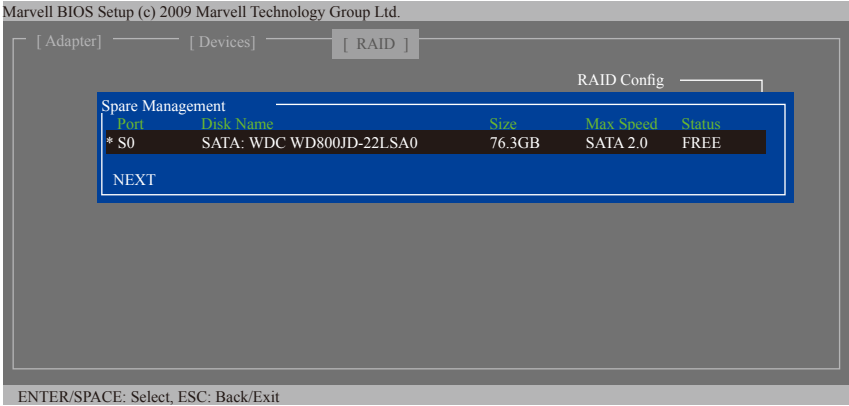 Marvell BIOS Setup (c) 2009 Marvell Technology Group Ltd.
[ Adapter] [ Devices] [ RAID ]
RAID Config
Spare Management
Port Disk Name Size Max Speed Status
* S0 SATA: WDC WD800JD-22LSA0 76.3GB SATA 2.0 FREE
NEXT
ENTER/SPACE: Select, ESC: Back/Exit